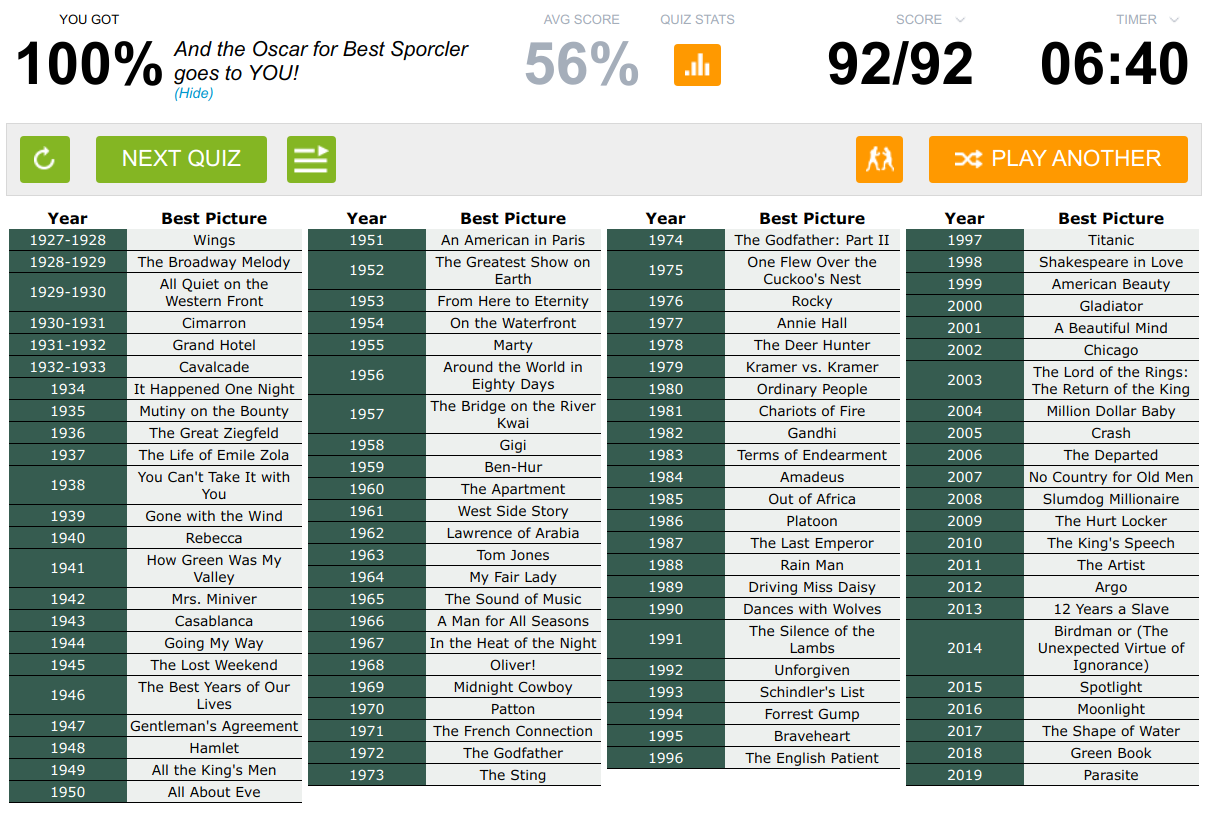 YOU GOT
AVG SCORE QUIZ STATS SCORE TIMER
100% And the Oscar for Best Sporcler
goes to YOU!
(Hide)
56% 92/92 06:40
NEXT QUIZ PLAY ANOTHER
Year Best Picture
1927-1928 Wings
1928-1929 The Broadway Melody
1929-1930 All Quiet on the
Western Front
1930-1931 Cimarron
1931-1932 Grand Hotel
1932-1933 Cavalcade
1934 It Happened One Night
1935 Mutiny on the Bounty
1936 The Great Ziegfeld
1937 The Life of Emile Zola
1938 You Can't Take It with
You
1939 Gone with the Wind
1940 Rebecca
1941 How Green Was My
Valley
1942 Mrs. Miniver
1943 Casablanca
1944 Going My Way
1945 The Lost Weekend
1946 The Best Years of Our
Lives
1947 Gentleman's Agreement
1948 Hamlet
1949 All the King's Men
1950 All About Eve
Year Best Picture
1951 An American in Paris
1952 The Greatest Show on
Earth
1953 From Here to Eternity
1954 On the Waterfront
1955 Marty
1956 Around the World in
Eighty Days
1957 The Bridge on the River
Kwai
1958 Gigi
1959 Ben-Hur
1960 The Apartment
1961 West Side Story
1962 Lawrence of Arabia
1963 Tom Jones
1964 My Fair Lady
1965 The Sound of Music
1966 A Man for All Seasons
1967 In the Heat of the Night
1968 Oliver!
1969 Midnight Cowboy
1970 Patton
1971 The French Connection
1972 The Godfather
1973 The Sting
Year Best Picture
1974 The Godfather: Part II
1975 One Flew Over the
Cuckoo's Nest
1976 Rocky
1977 Annie Hall
1978 The Deer Hunter
1979 Kramer vs. Kramer
1980 Ordinary People
1981 Chariots of Fire
1982 Gandhi
1983 Terms of Endearment
1984 Amadeus
1985 Out of Africa
1986 Platoon
1987 The Last Emperor
1988 Rain Man
1989 Driving Miss Daisy
1990 Dances with Wolves
1991 The Silence of the
Lambs
1992 Unforgiven
1993 Schindler's List
1994 Forrest Gump
1995 Braveheart
1996 The English Patient
Year Best Picture
1997 Titanic
1998 Shakespeare in Love
1999 American Beauty
2000 Gladiator
2001 A Beautiful Mind
2002 Chicago
2003 The Lord of the Rings:
The Return of the King
2004 Million Dollar Baby
2005 Crash
2006 The Departed
2007 No Country for Old Men
2008 Slumdog Millionaire
2009 The Hurt Locker
2010 The King's Speech
2011 The Artist
2012 Argo
2013 12 Years a Slave
2014 Birdman or (The
Unexpected Virtue of
Ignorance)
2015 Spotlight
2016 Moonlight
2017 The Shape of Water
2018 Green Book
2019 Parasite